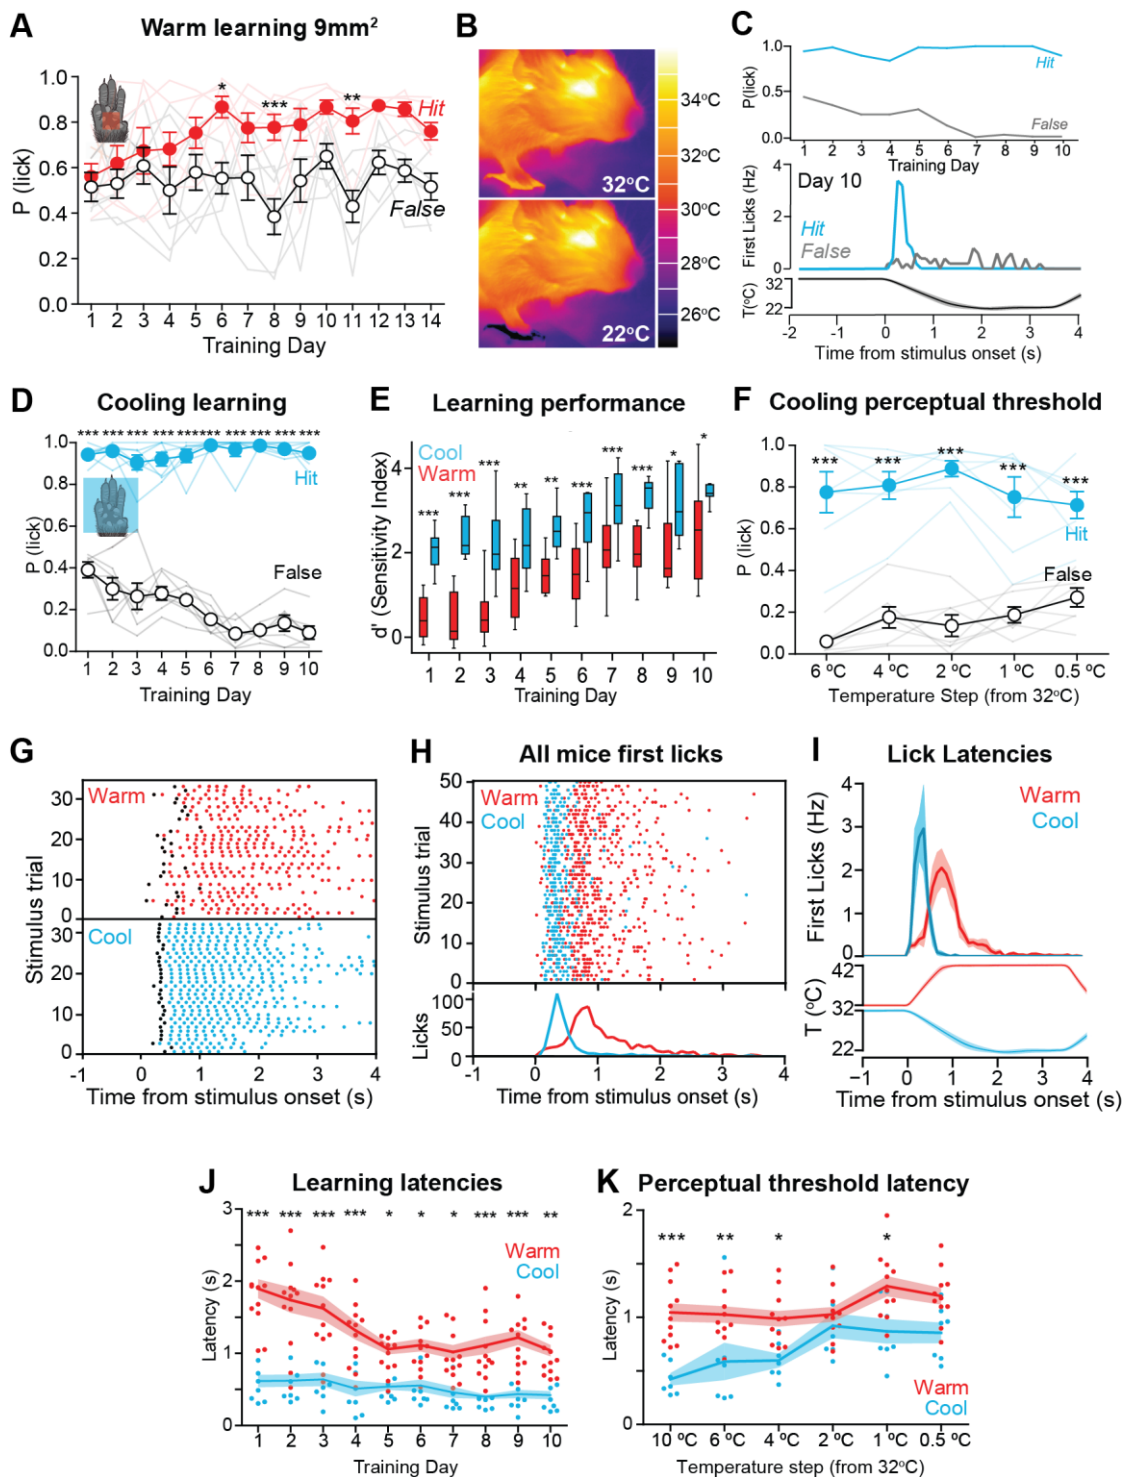 A
Warm learning 9mm²
P (lick)
1.0
0.8
0.6
0.4
0.2
0.0
*
***
**
Hit
False
1 2 3 4 5 6 7 8 9 10 11 12 13 14
Training Day
B
32°C
22°C
34°C
32°C
30°C
28°C
26°C
C
P(lick)
1.0
0.5
0.0
Hit
False
1 2 3 4 5 6 7 8 9 10
Training Day
Day 10
First Licks (Hz)
4
2
0
Hit
False
T(°C)
32
22
-2 -1 0 1 2 3 4
Time from stimulus onset (s)
D
Cooling learning
*** *** *** *** *** *** *** *** *** ***
P (lick)
1.0
0.8
0.6
0.4
0.2
0.0
Hit
False
1 2 3 4 5 6 7 8 9 10
Training Day
E
Learning performance
d' (Sensitivity Index)
4
2
0
Cool
Warm
*** *** *** ** ** *** *** *** * *
1 2 3 4 5 6 7 8 9 10
Training Day
F
Cooling perceptual threshold
P (lick)
1.0
0.8
0.6
0.4
0.2
0.0
*** *** *** *** ***
Hit
False
6 ºC 4 ºC 2 ºC 1 ºC 0.5 ºC
Temperature Step (from 32°C)
G
Stimulus trial
Warm
30
20
10
0
Cool
30
20
10
0
-1 0 1 2 3 4
Time from stimulus onset (s)
H
All mice first licks
Stimulus trial
50
40
30
20
10
0
Warm
Cool
Licks
100
50
0
-1 0 1 2 3 4
Time from stimulus onset (s)
I
Lick Latencies
First Licks (Hz)
4
3
2
1
0
Warm
Cool
T (°C)
42
32
32
22
-1 0 1 2 3 4
Time from stimulus onset (s)
J
Learning latencies
Latency (s)
3
2
1
0
*** *** *** *** * * * *** *** **
Warm
Cool
1 2 3 4 5 6 7 8 9 10
Training Day
K
Perceptual threshold latency
Latency (s)
2
1
0
*** ** * *
Warm
Cool
10 ºC 6 ºC 4 ºC 2 ºC 1 ºC 0.5 ºC
Temperature step (from 32°C)